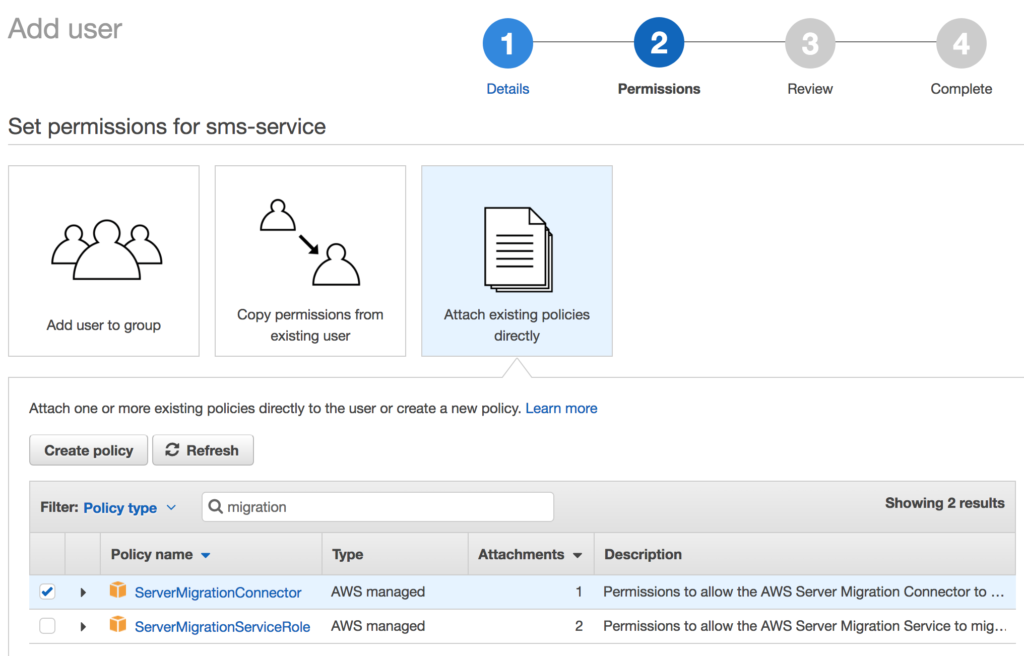 Add user
1 2 3 4
Details Permissions Review Complete
Set permissions for sms-service
Add user to group
Copy permissions from
existing user
Attach existing policies
directly
Attach one or more existing policies directly to the user or create a new policy. Learn more
Create policy Refresh
Filter: Policy type migration Showing 2 results
Policy name Type Attachments Description
ServerMigrationConnector AWS managed 1 Permissions to allow the AWS Server Migration Connector to ...
ServerMigrationServiceRole AWS managed 2 Permissions to allow the AWS Server Migration Service to mig...